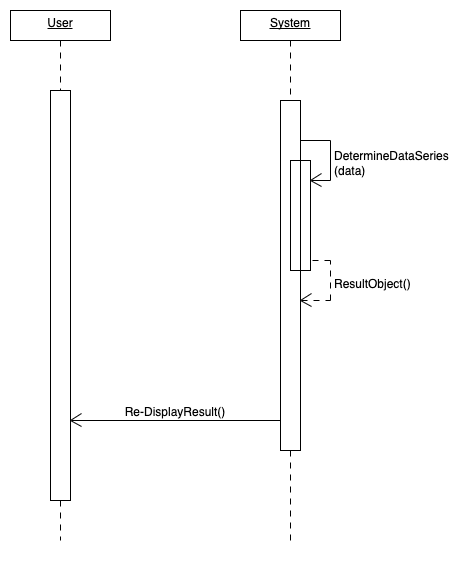 User
System
DetermineDataSeries
(data)
ResultObject()
Re-DisplayResult()